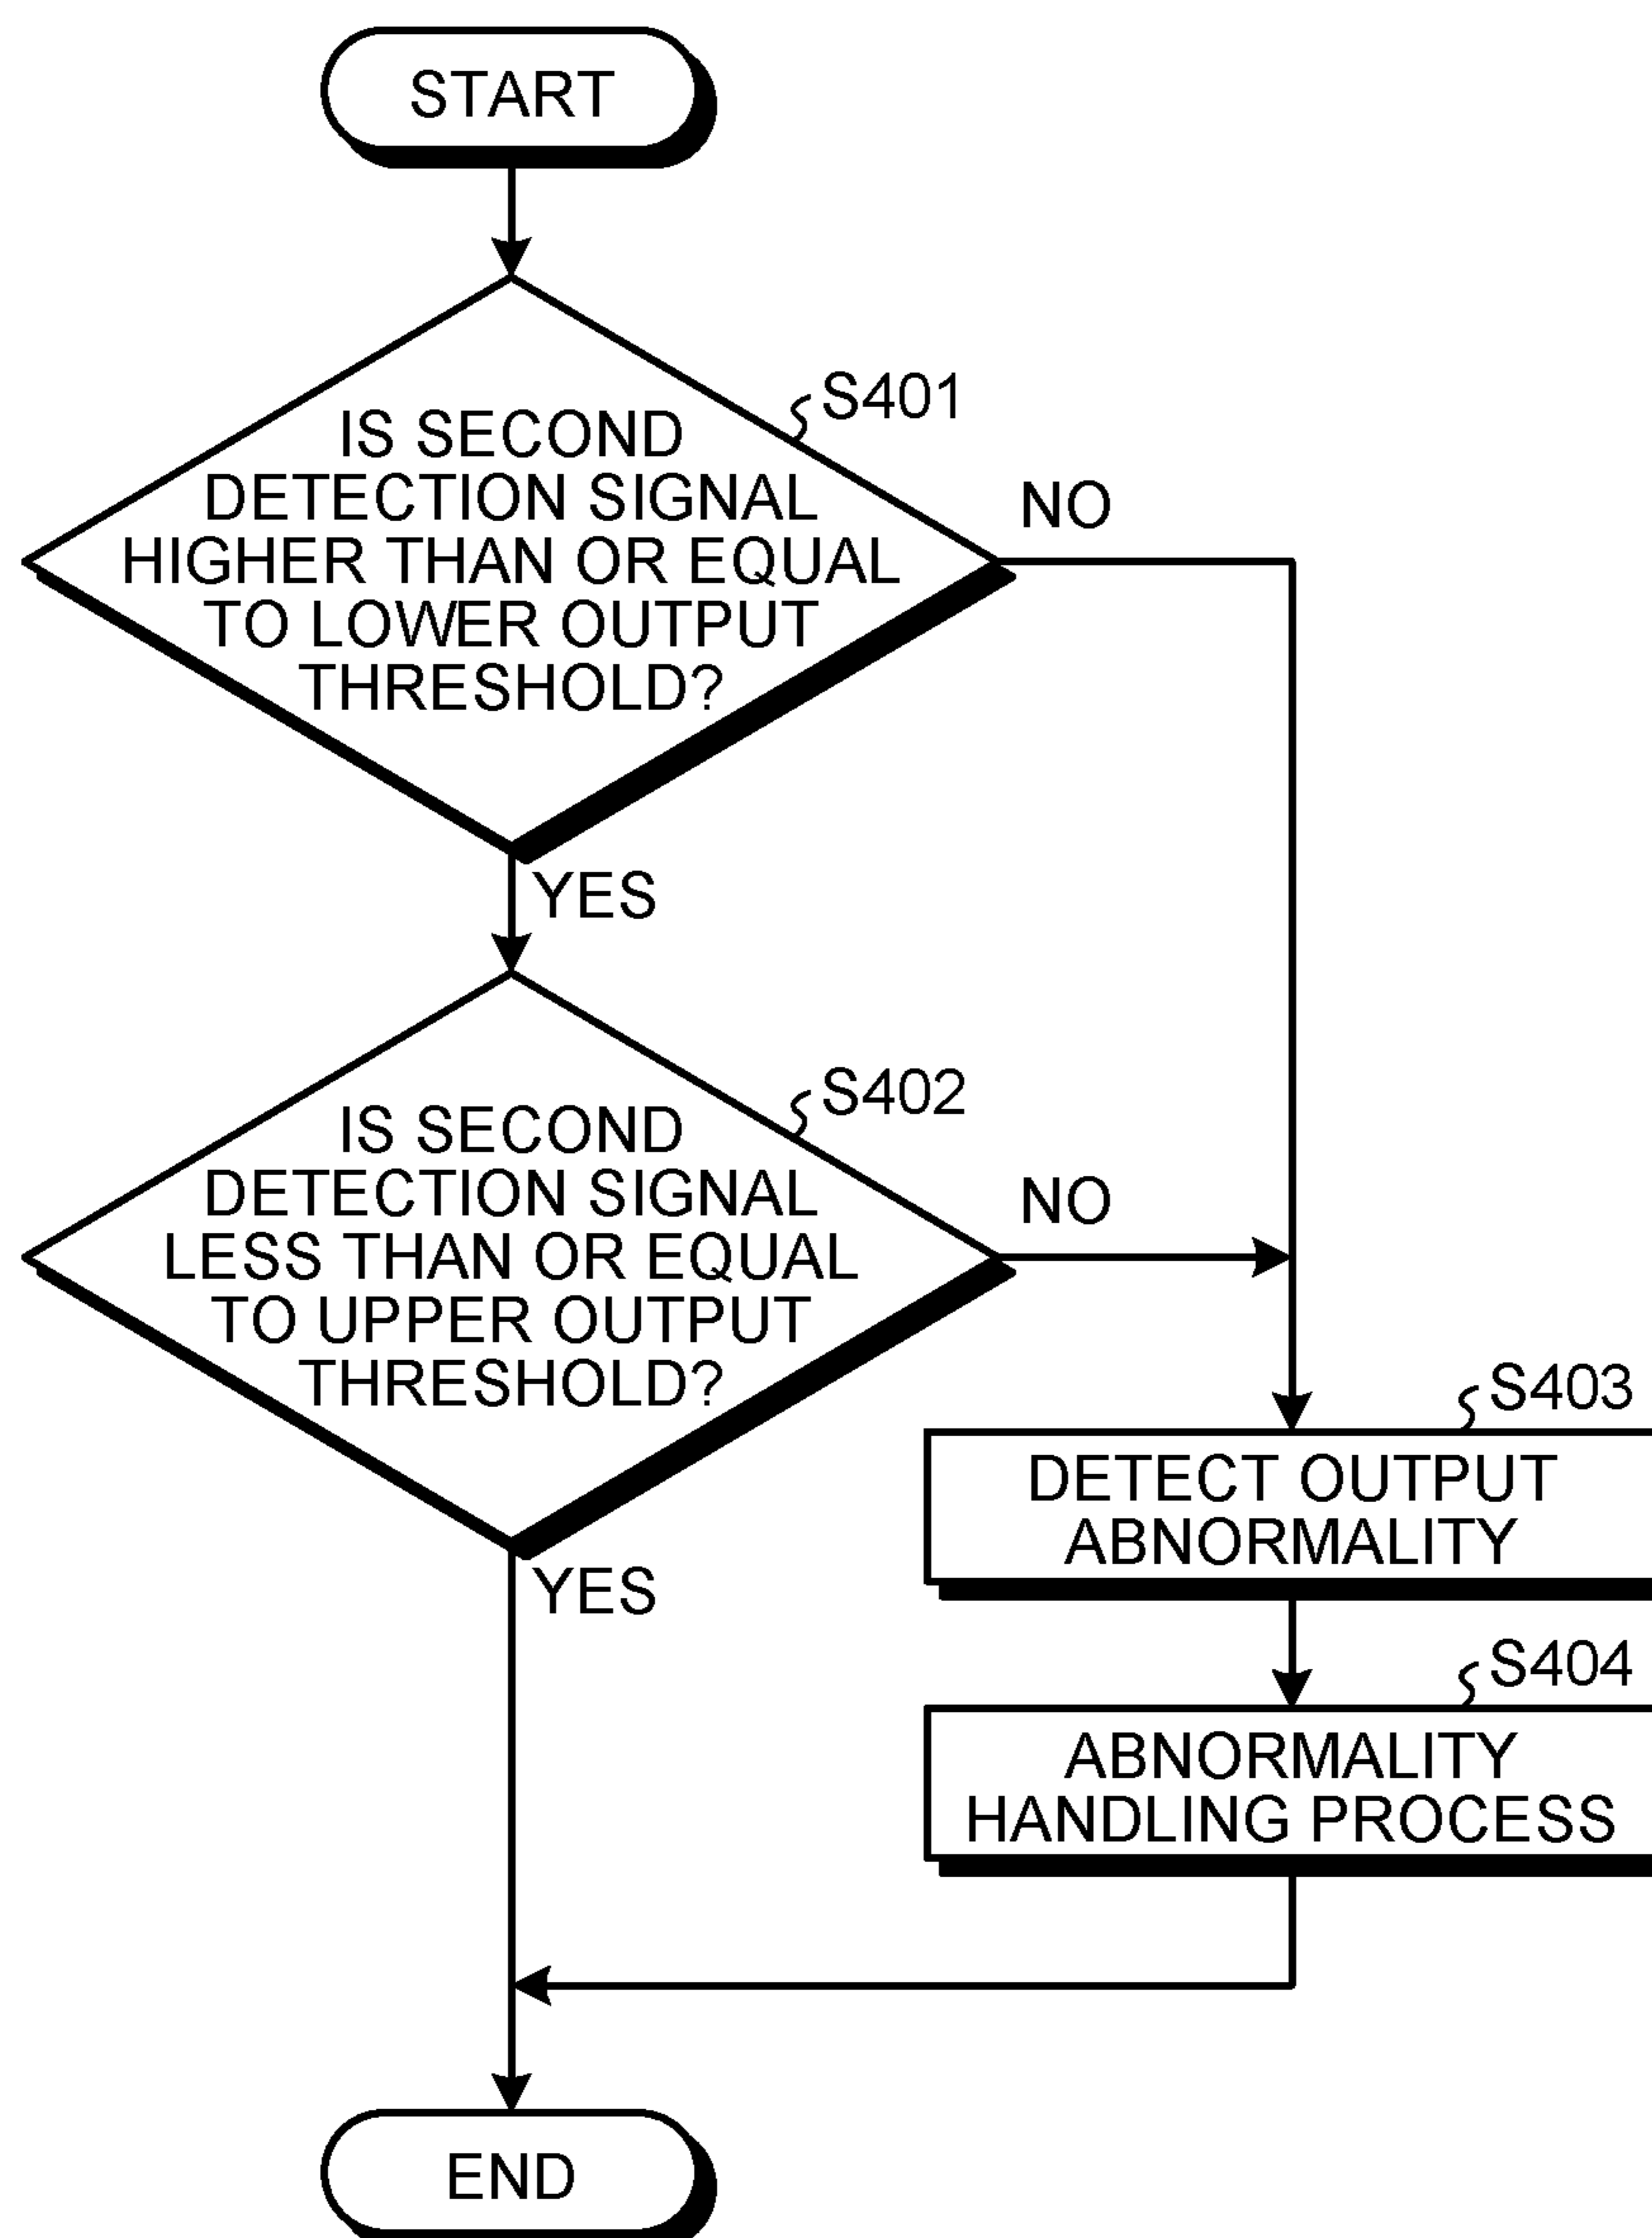 START
S401
IS SECOND
DETECTION SIGNAL
HIGHER THAN OR EQUAL
TO LOWER OUTPUT
THRESHOLD?
NO
YES
S402
IS SECOND
DETECTION SIGNAL
LESS THAN OR EQUAL
TO UPPER OUTPUT
THRESHOLD?
NO
YES
S403
DETECT OUTPUT
ABNORMALITY
S404
ABNORMALITY
HANDLING PROCESS
END